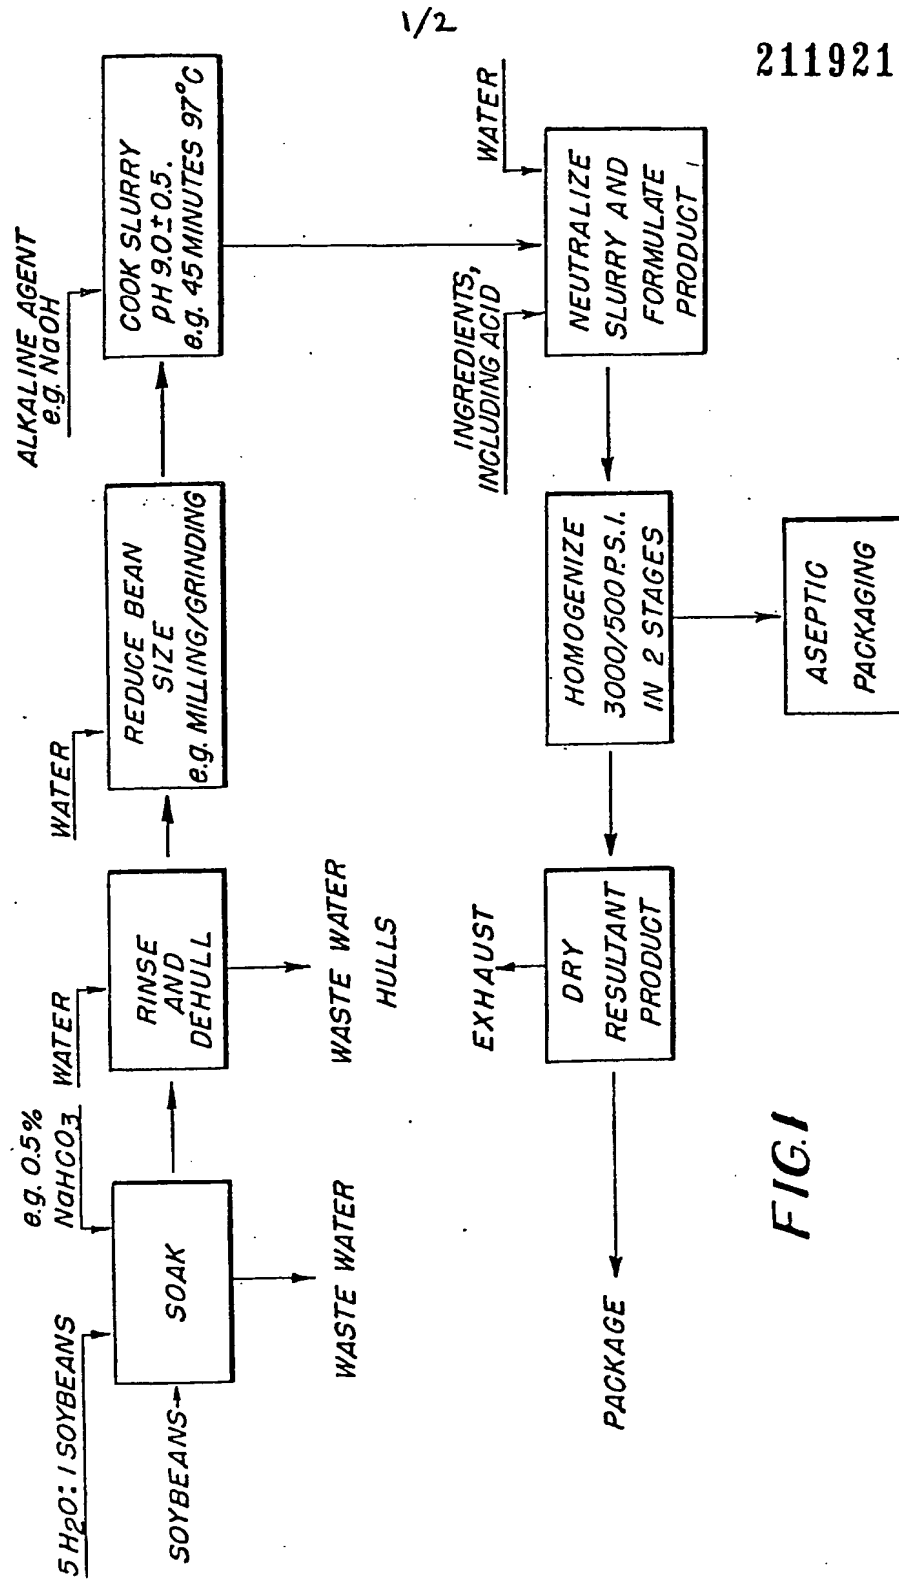 1/2
211921
5H2O: 1 SOYBEANS
e.g. 0.5%
NaHCO3
SOYBEANS
SOAK
WASTE WATER
WATER
RINSE
AND
DEHULL
WASTE WATER
HULLS
WATER
REDUCE BEAN
SIZE
e.g. MILLING/GRINDING
ALKALINE AGENT
e.g. NaOH
COOK SLURRY
pH 9.0±0.5.
e.g. 45 MINUTES 97°C
WATER
INGREDIENTS,
INCLUDING ACID
NEUTRALIZE
SLURRY AND
FORMULATE
PRODUCT
HOMOGENIZE
3000/500 P.S.I.
IN 2 STAGES
ASEPTIC
PACKAGING
EXHAUST
DRY
RESULTANT
PRODUCT
PACKAGE
FIG.1